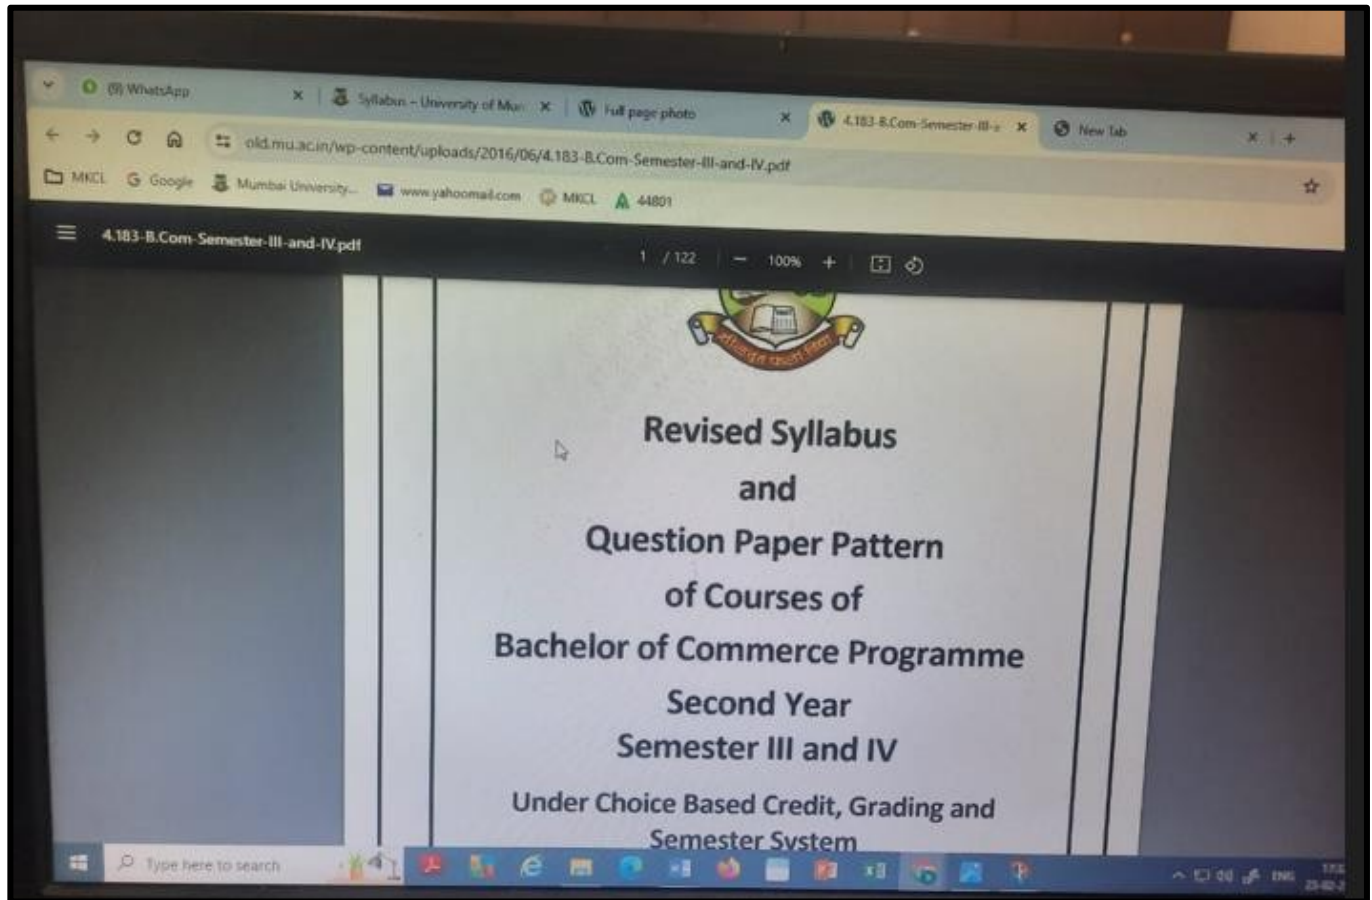 (9) WhatsApp
Syllabus – University of Mum
Full page photo
4.183-B.Com-Semester-III-a
New Tab
old.mu.ac.in/wp-content/uploads/2016/06/4.183-B.Com-Semester-III-and-IV.pdf
MKCL
Google
Mumbai University...
www.yahoomail.com
MKCL
44801
4.183-B.Com-Semester-III-and-IV.pdf
1 / 122
100%
Revised Syllabus
and
Question Paper Pattern
of Courses of
Bachelor of Commerce Programme
Second Year
Semester III and IV
Under Choice Based Credit, Grading and
Semester System
Type here to search
ENG